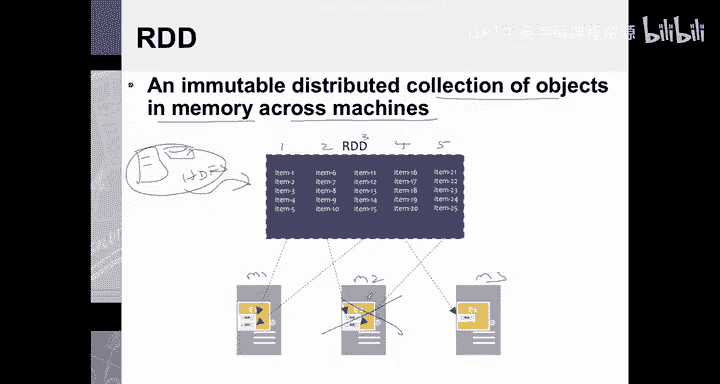 RDD
bilibili
An immutable distributed collection of objects
in memory across machines
1 2 RDD 3 4 5
HDFS
item-1 item-6 item-11 item-16 item-21
item-2 item-7 item-12 item-17 item-22
item-3 item-8 item-13 item-18 item-23
item-4 item-9 item-14 item-19 item-24
item-5 item-10 item-15 item-20 item-25
m1 m2 m3
Ex Ex Ex